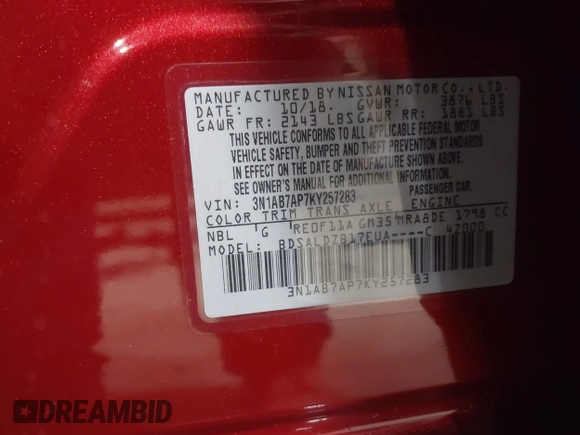 MANUFACTURED BY NISSAN MOTOR CO., LTD.
DATE: 10/18. GVWR: 3876 LBS
GAWR FR: 2143 LBS GAWR RR: 1881 LBS
THIS VEHICLE CONFORMS TO ALL APPLICABLE FEDERAL MOTOR
VEHICLE SAFETY, BUMPER AND THEFT PREVENTION STANDARDS
IN EFFECT ON THE DATE OF MANUFACTURE SHOWN ABOVE.
SEE OWNER'S MANUAL FOR ADDITIONAL INFORMATION.
VIN: 3N1AB7AP7KY257283 PASSENGER CAR.
COLOR TRIM TRANS AXLE ENGINE
NBL G RE0F11A GM35 MRA8DE 1798 CC
MODEL: BDSALDZB17EUA----C 4Z000
3N1AB7AP7KY257283
DREAMBID